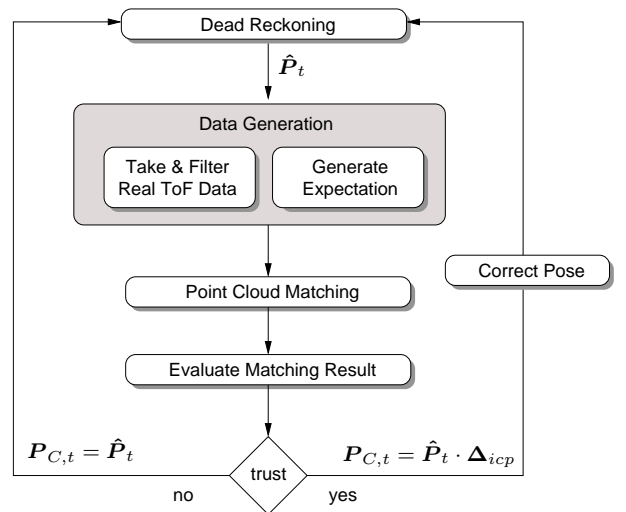 Dead Reckoning
P̂_t
Data Generation
Take & Filter
Real ToF Data
Generate
Expectation
Correct Pose
Point Cloud Matching
Evaluate Matching Result
P_{C,t} = P̂_t
P_{C,t} = P̂_t · Δ_{icp}
trust
no
yes